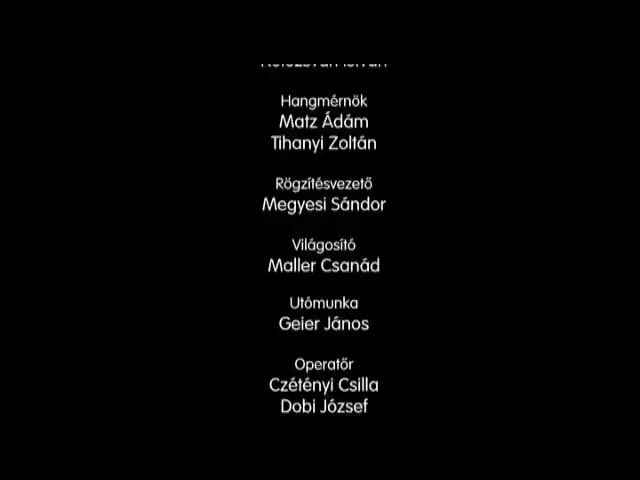 Hangmérnök
Matz Ádám
Tihanyi Zoltán
Rögzítésvezető
Megyesi Sándor
Világosító
Maller Csanád
Utómunka
Geier János
Operatőr
Czétényi Csilla
Dobi József